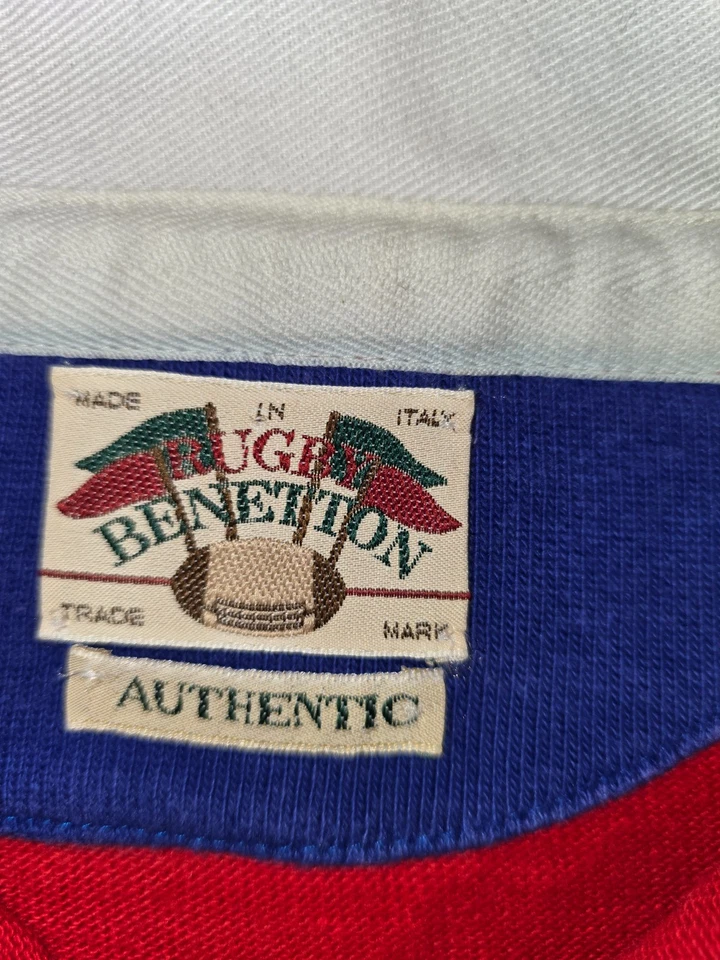 MADE IN ITALY
RUGBY
BENETTON
TRADE MARK
AUTHENTIC